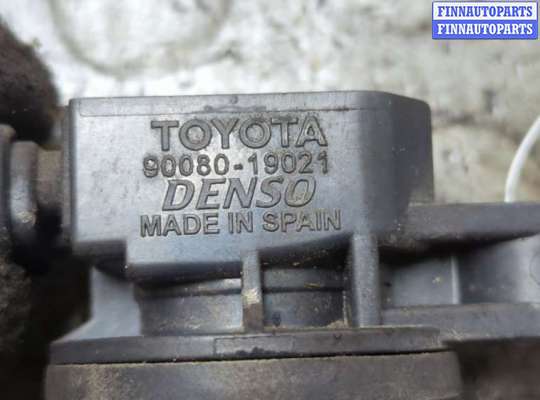 FINNAUTOPARTS
FINNAUTOPARTS
TOYOTA
90080-19021
DENSO
MADE IN SPAIN